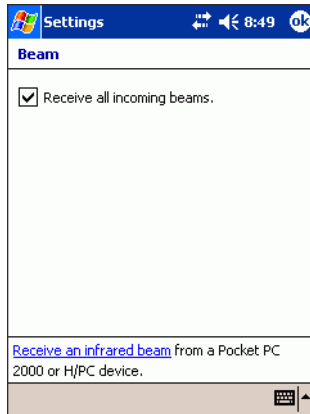 Settings 8:49 ok
Beam
Receive all incoming beams.
Receive an infrared beam from a Pocket PC
2000 or H/PC device.